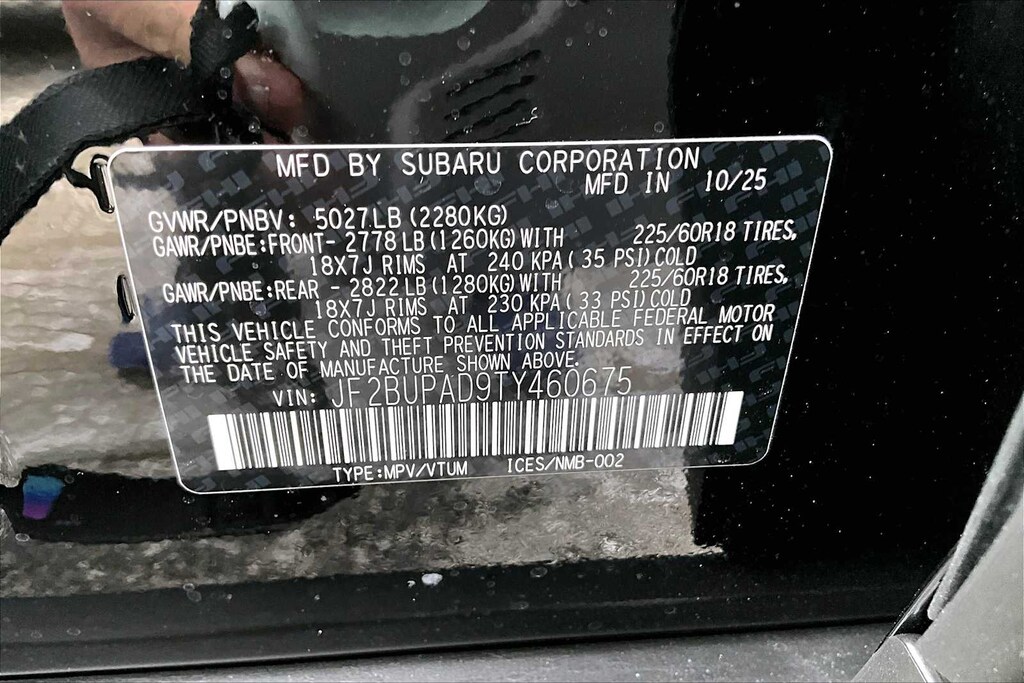 MFD BY SUBARU CORPORATION
MFD IN 10/25
GVWR/PNBV: 5027LB (2280KG)
GAWR/PNBE:FRONT- 2778 LB(1260KG)WITH 225/60R18 TIRES,
18X7J RIMS AT 240 KPA( 35 PSI)COLD
GAWR/PNBE:REAR - 2822 LB(1280KG)WITH 225/60R18 TIRES,
18X7J RIMS AT 230 KPA( 33 PSI)COLD
THIS VEHICLE CONFORMS TO ALL APPLICABLE FEDERAL MOTOR
VEHICLE SAFETY AND THEFT PREVENTION STANDARDS IN EFFECT ON
THE DATE OF MANUFACTURE SHOWN ABOVE.
VIN: JF2BUPAD9TY460675
TYPE:MPV/VTUM ICES/NMB-002